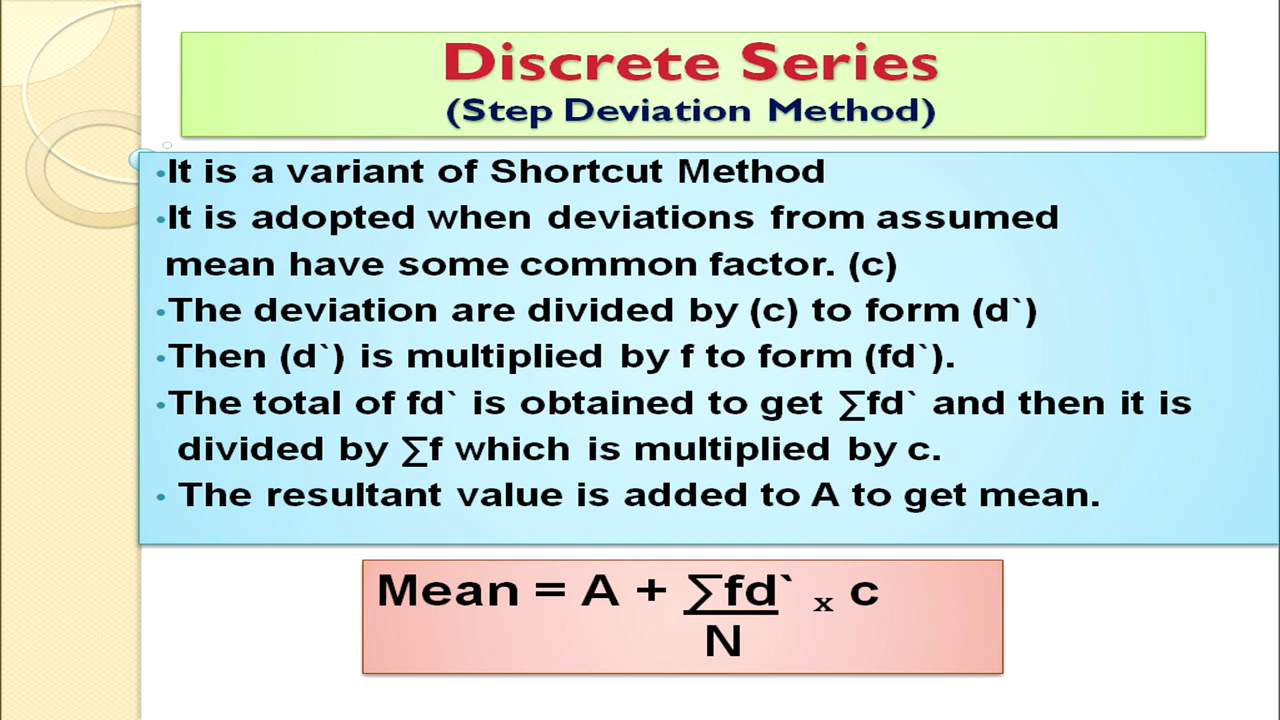 Discrete Series
(Step Deviation Method)
•It is a variant of Shortcut Method
•It is adopted when deviations from assumed
mean have some common factor. (c)
•The deviation are divided by (c) to form (d`)
•Then (d`) is multiplied by f to form (fd`).
•The total of fd` is obtained to get ∑fd` and then it is
divided by ∑f which is multiplied by c.
• The resultant value is added to A to get mean.
Mean = A + ∑fd` x c
N